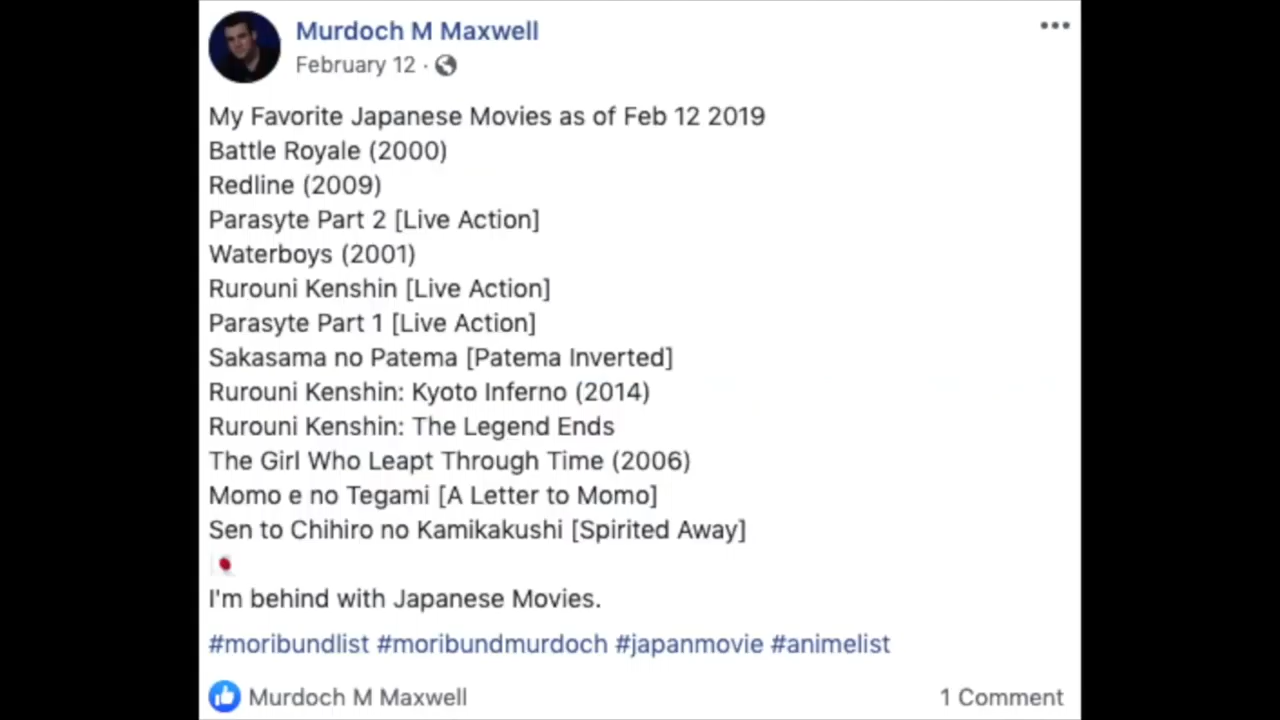 Murdoch M Maxwell
February 12 ·
My Favorite Japanese Movies as of Feb 12 2019
Battle Royale (2000)
Redline (2009)
Parasyte Part 2 [Live Action]
Waterboys (2001)
Rurouni Kenshin [Live Action]
Parasyte Part 1 [Live Action]
Sakasama no Patema [Patema Inverted]
Rurouni Kenshin: Kyoto Inferno (2014)
Rurouni Kenshin: The Legend Ends
The Girl Who Leapt Through Time (2006)
Momo e no Tegami [A Letter to Momo]
Sen to Chihiro no Kamikakushi [Spirited Away]
I'm behind with Japanese Movies.
#moribundlist #moribundmurdoch #japanmovie #animelist
Murdoch M Maxwell
1 Comment